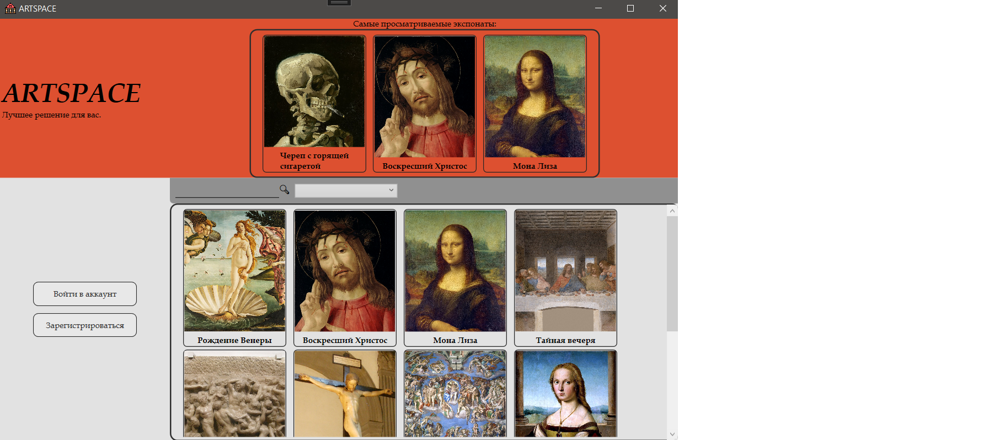 ARTSPACE
Самые просматриваемые экспонаты:
ARTSPACE
Лучшее решение для вас.
Череп с горящей
сигаретой
Воскресший Христос
Мона Лиза
Войти в аккаунт
Зарегистрироваться
Рождение Венеры
Воскресший Христос
Мона Лиза
Тайная вечеря